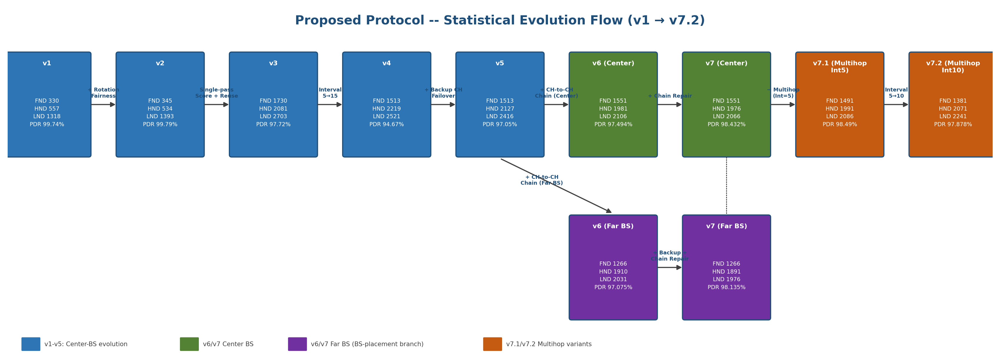 Proposed Protocol -- Statistical Evolution Flow (v1 → v7.2)
v1
FND 330
HND 557
LND 1318
PDR 99.74%
+ Rotation
Fairness
v2
FND 345
HND 534
LND 1393
PDR 99.79%
Single-pass
Score + Reuse
v3
FND 1730
HND 2081
LND 2703
PDR 97.72%
Interval
5→15
v4
FND 1513
HND 2219
LND 2521
PDR 94.67%
+ Backup CH
Failover
v5
FND 1513
HND 2127
LND 2416
PDR 97.05%
+ CH-to-CH
Chain (Center)
v6 (Center)
FND 1551
HND 1981
LND 2106
PDR 97.494%
+ Chain Repair
v7 (Center)
FND 1551
HND 1976
LND 2066
PDR 98.432%
− Multihop
(Int=5)
v7.1 (Multihop
Int5)
FND 1491
HND 1991
LND 2086
PDR 98.49%
Interval
5→10
v7.2 (Multihop
Int10)
FND 1381
HND 2071
LND 2241
PDR 97.878%
+ CH-to-CH
Chain (Far BS)
v6 (Far BS)
FND 1266
HND 1910
LND 2031
PDR 97.075%
+ Backup +
Chain Repair
v7 (Far BS)
FND 1266
HND 1891
LND 1976
PDR 98.135%
v1-v5: Center-BS evolution
v6/v7 Center BS
v6/v7 Far BS (BS-placement branch)
v7.1/v7.2 Multihop variants